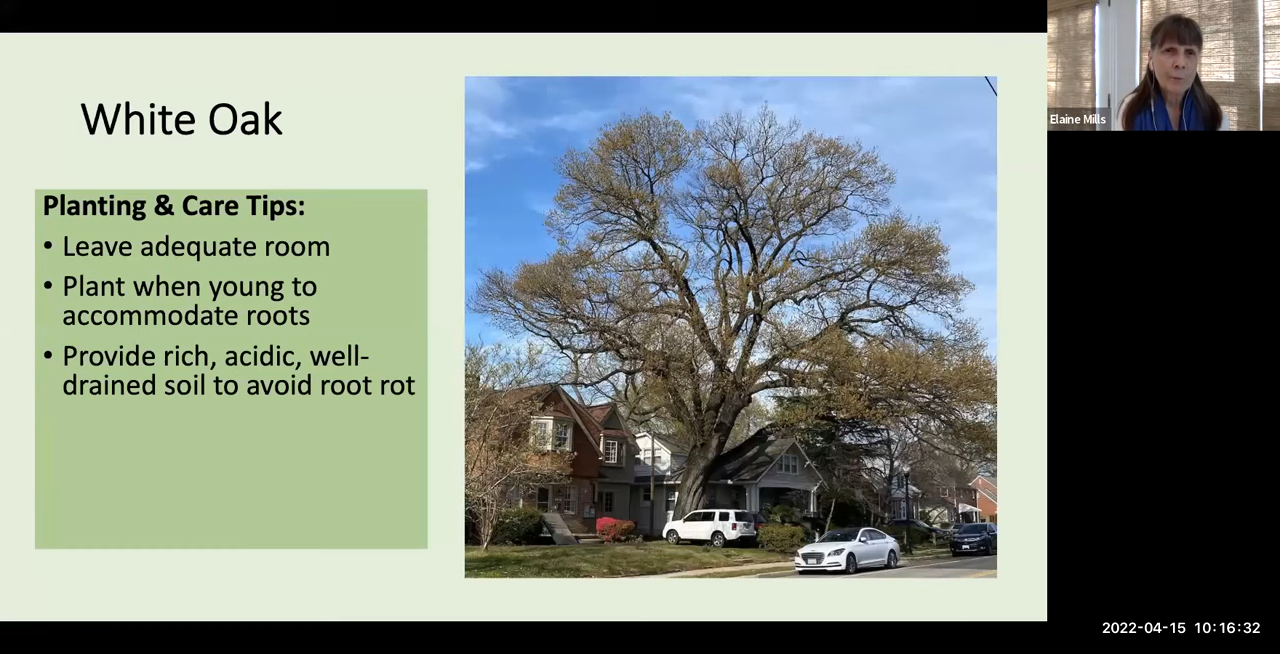 White Oak
Planting & Care Tips:
• Leave adequate room
• Plant when young to
accommodate roots
• Provide rich, acidic, well-
drained soil to avoid root rot
Elaine Mills
2022-04-15 10:16:32